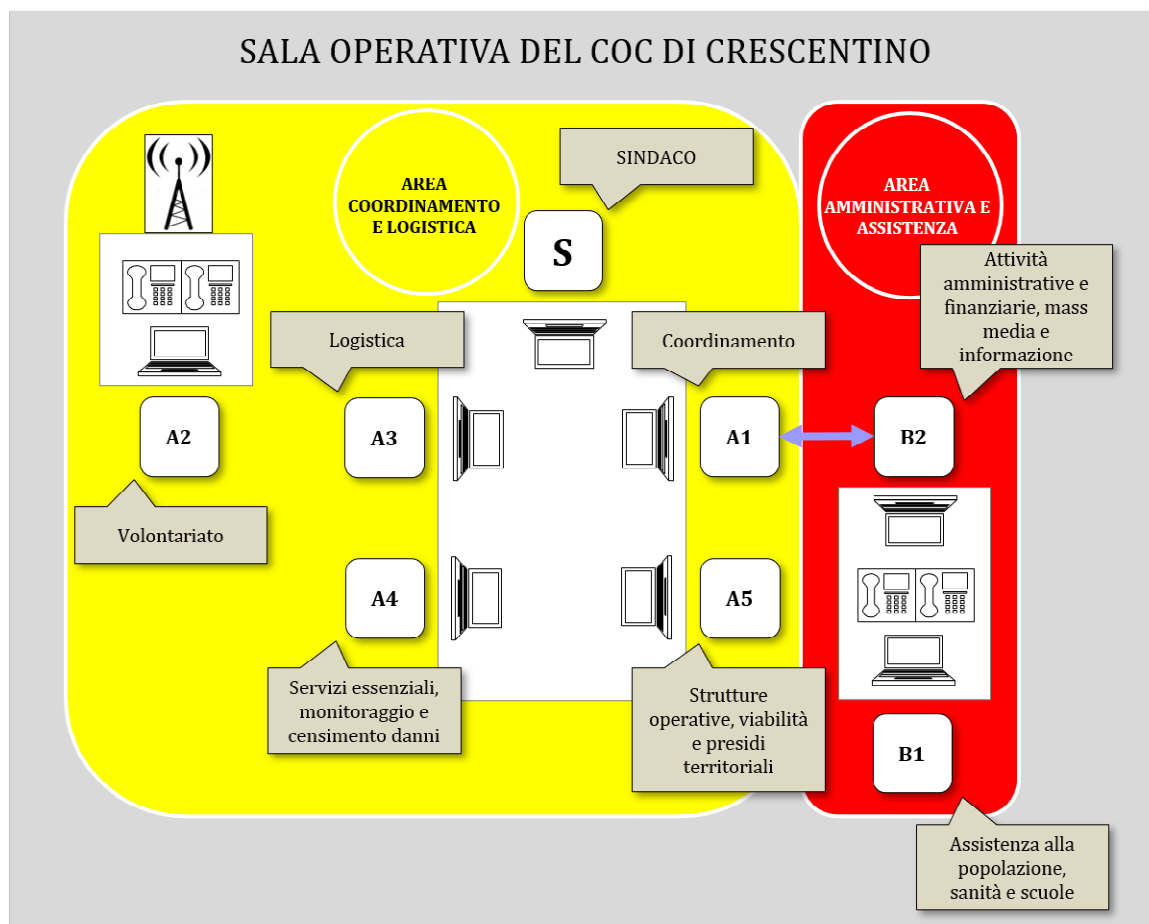 SALA OPERATIVA DEL COC DI CRESCENTINO
SINDACO
AREA
COORDINAMENTO
E LOGISTICA
AREA
AMMINISTRATIVA E
ASSISTENZA
S
Attività
amministrative e
finanziarie, mass
media e
informazione
Logistica
Coordinamento
A2
A3
A1
B2
Volontariato
A4
A5
Servizi essenziali,
monitoraggio e
censimento danni
Strutture
operative, viabilità
e presidi
territoriali
B1
Assistenza alla
popolazione,
sanità e scuole